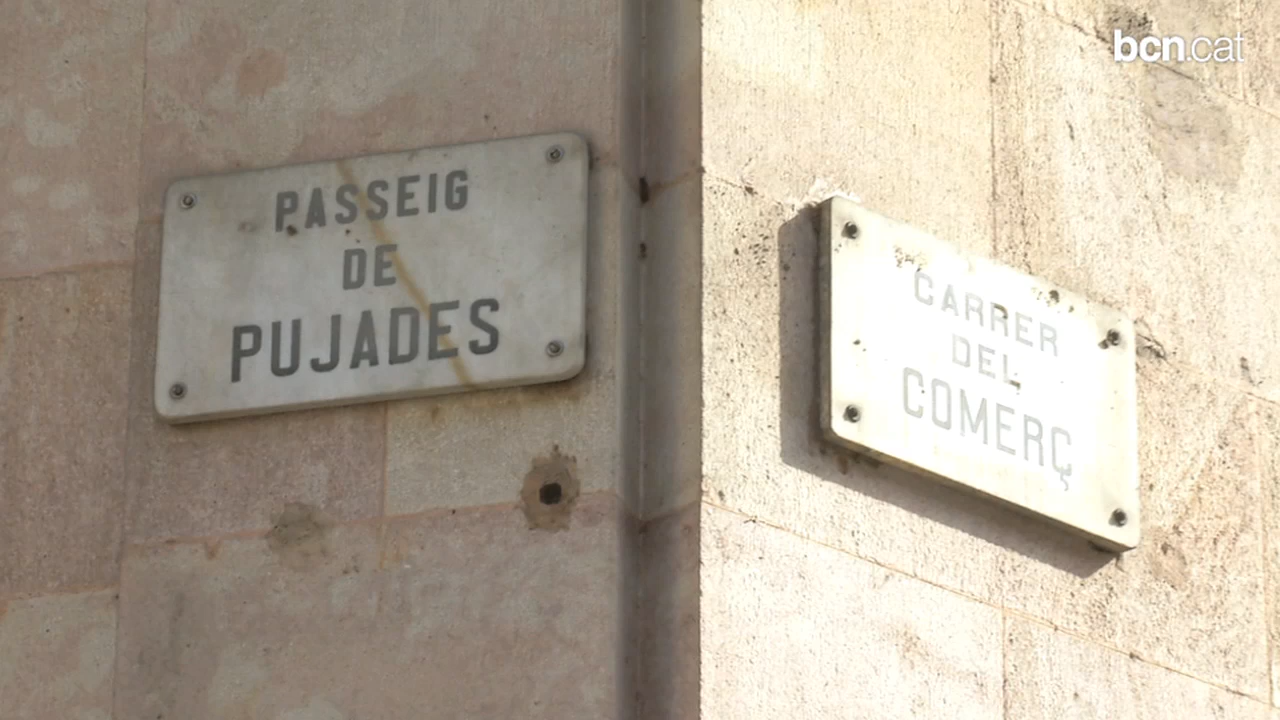 bcn.cat
PASSEIG
DE
PUJADES
CARRER
DEL
COMERÇ